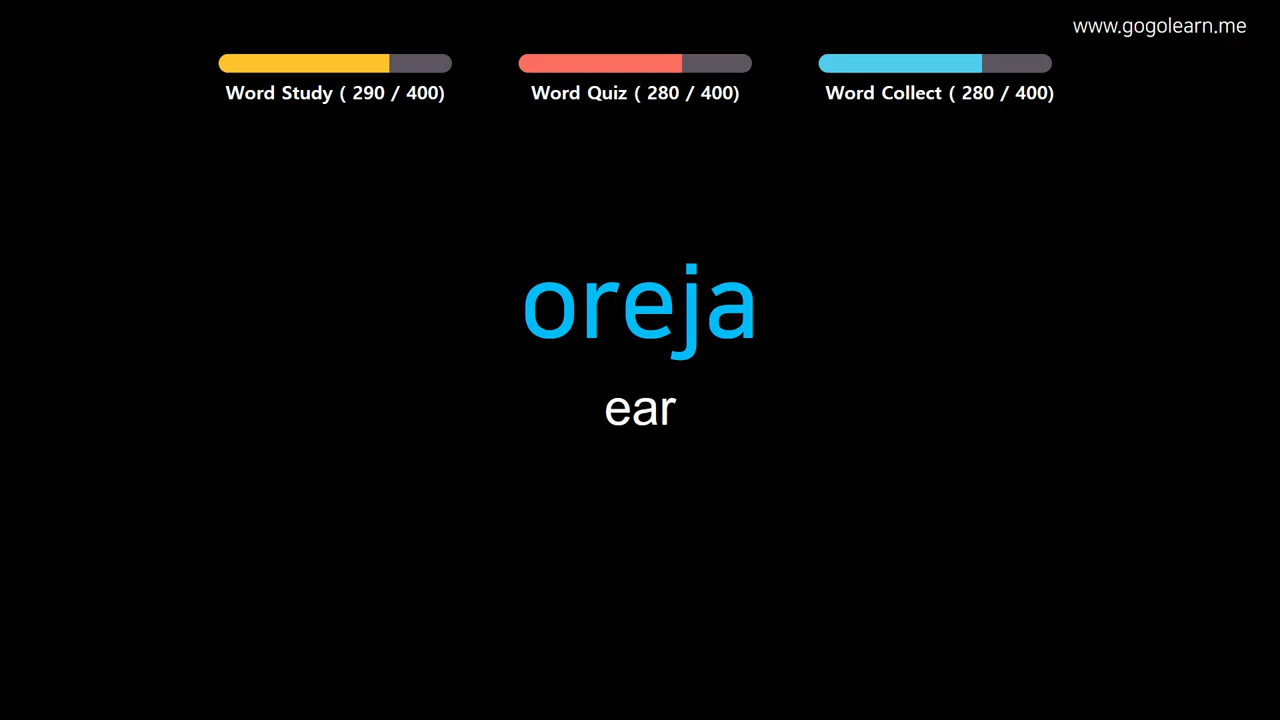 www.gogolearn.me
Word Study ( 290 / 400)
Word Quiz ( 280 / 400)
Word Collect ( 280 / 400)
oreja
ear